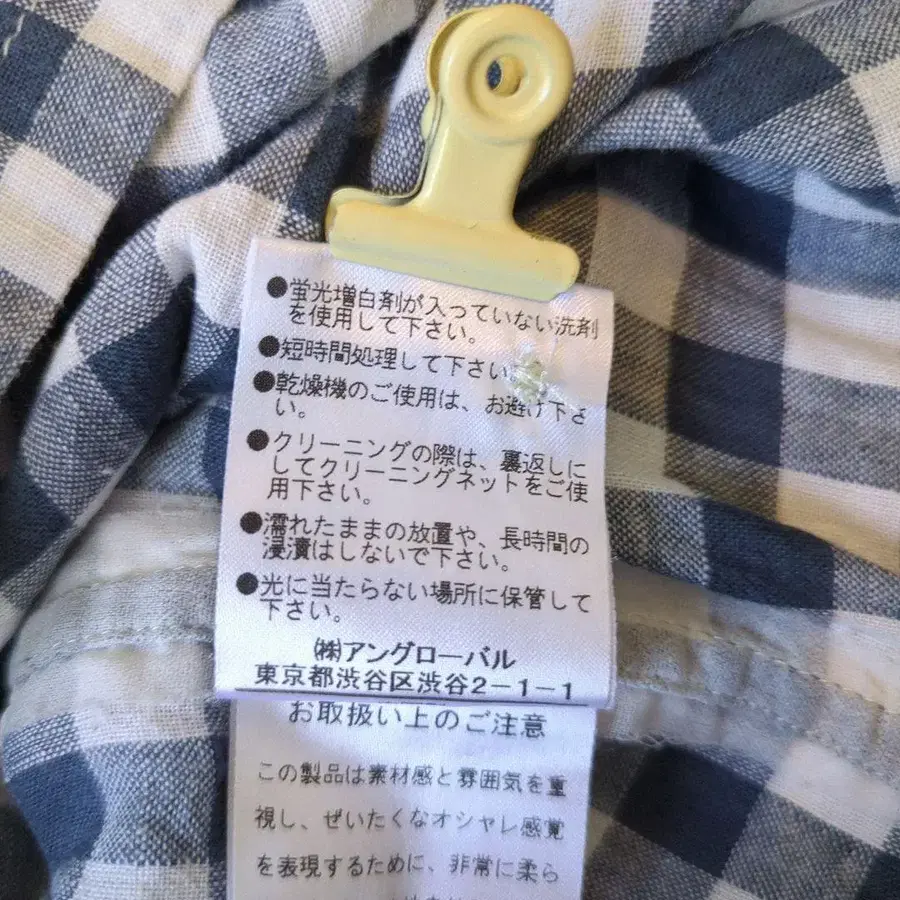 ●蛍光増白剤が入っていない洗剤
を使用して下さい。
●短時間処理して下さい
●乾燥機のご使用は、お避け下さ
い。
●クリーニングの際は、裏返しに
してクリーニングネットをご使
用下さい。
●濡れたままの放置や、長時間の
浸漬はしないで下さい。
●光に当たらない場所に保管して
下さい。
㈱アングローバル
東京都渋谷区渋谷2-1-1
お取扱い上のご注意
この製品は素材感と雰囲気を重
視し、ぜいたくなオシャレ感覚
を表現するために、非常に柔ら